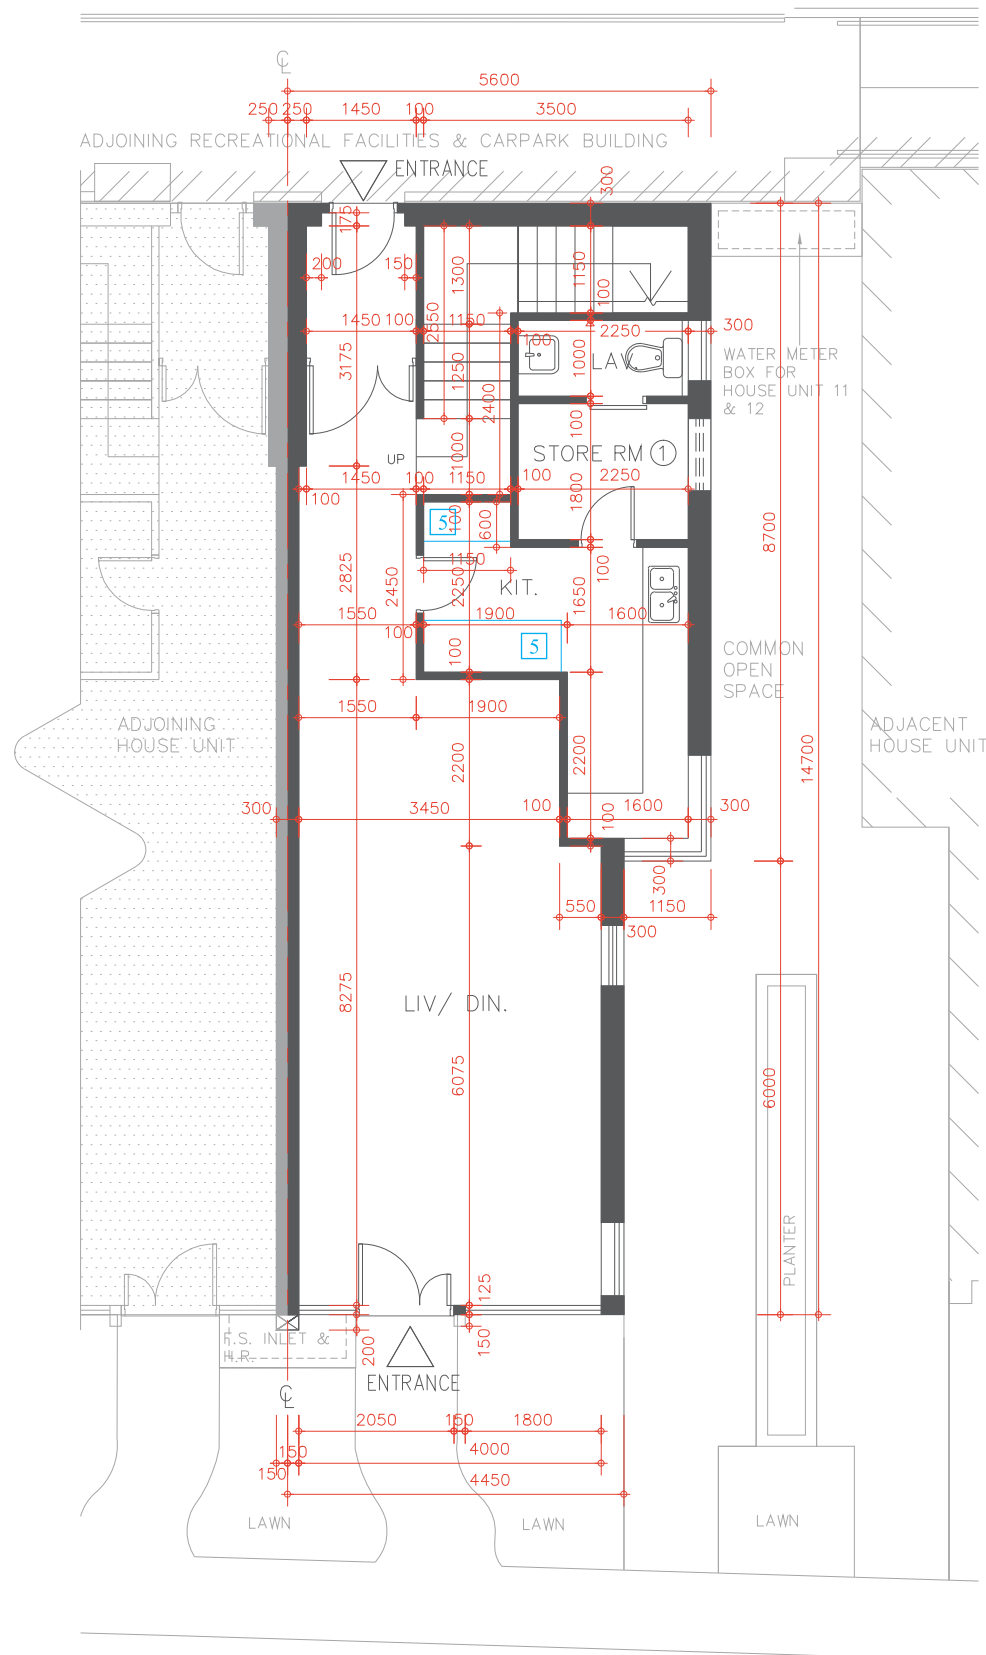 ℄
5600
250 250 1450 100 3500
ADJOINING RECREATIONAL FACILITIES & CARPARK BUILDING
ENTRANCE
300
175
200
150
1300
1150
100
2550
1450 100 1150 100 2250 300
3175
1250
1000
LAV.
WATER METER
BOX FOR
HOUSE UNIT 11
& 12
2400
100
UP
1000
STORE RM 1
1450 100 1150 100 2250
100
1800
5
100
600
8700
1150
2825
2450
2250
KIT.
100
1650
1550 100 1900 1600
5
100
COMMON
OPEN
SPACE
1550 1900
ADJOINING
HOUSE UNIT
ADJACENT
HOUSE UNIT
2200
2200
14700
300 3450 100 1600 300
100
300
550 300 1150
8275
LIV/ DIN.
6075
6000
PLANTER
125
F.S. INLET &
H.R.
200
150
ENTRANCE
℄
2050 150 1800
150 4000
150
4450
LAWN
LAWN
LAWN